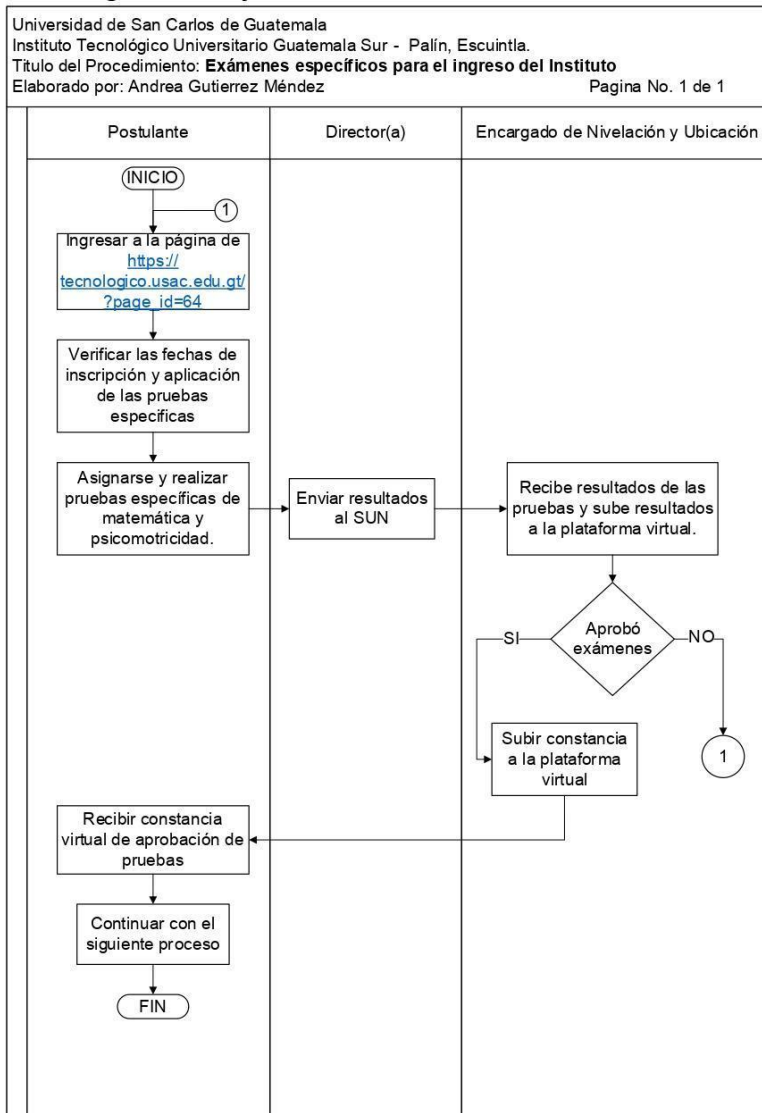 Universidad de San Carlos de Guatemala
Instituto Tecnológico Universitario Guatemala Sur - Palín, Escuintla.
Titulo del Procedimiento: Exámenes específicos para el ingreso del Instituto
Elaborado por: Andrea Gutierrez Méndez Pagina No. 1 de 1
Postulante Director(a) Encargado de Nivelación y Ubicación
INICIO
1
Ingresar a la página de
https://
tecnologico.usac.edu.gt/
?page_id=64
Verificar las fechas de
inscripción y aplicación
de las pruebas
especificas
Asignarse y realizar
pruebas específicas de
matemática y
psicomotricidad.
Enviar resultados
al SUN
Recibe resultados de las
pruebas y sube resultados
a la plataforma virtual.
Aprobó
exámenes
SI
NO
Subir constancia
a la plataforma
virtual
1
Recibir constancia
virtual de aprobación de
pruebas
Continuar con el
siguiente proceso
FIN